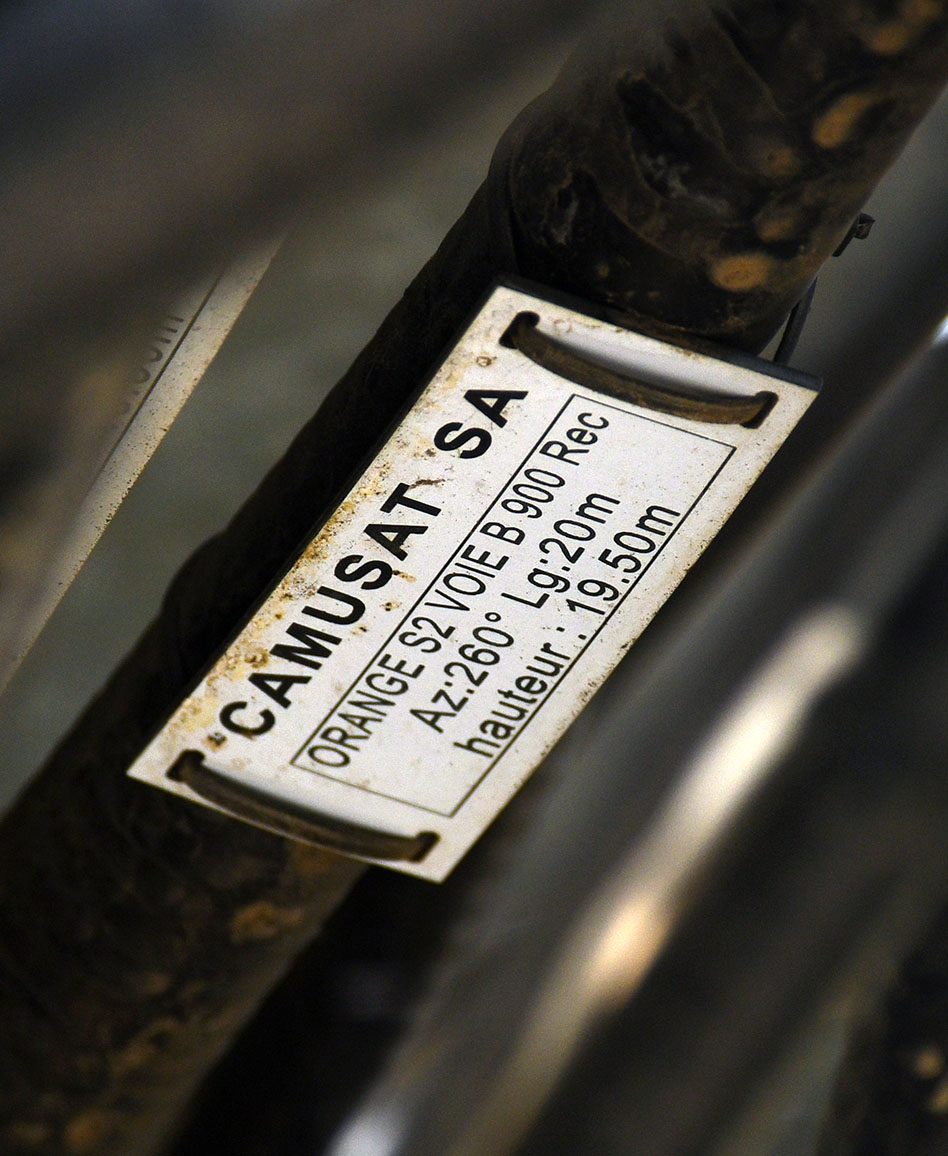 CAMUSAT SA
ORANGE S2 VOIE B 900 Rec
Az:260° Lg:20m
hauteur : 19.50m